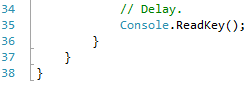 34 // Delay.
35 Console.ReadKey();
36 }
37 }
38 }